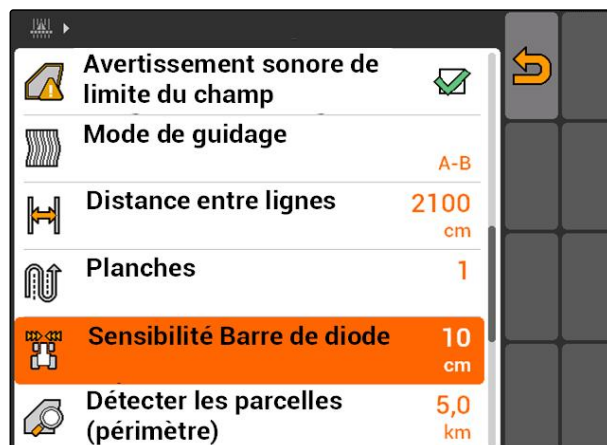 Avertissement sonore de
limite du champ
Mode de guidage
A-B
Distance entre lignes
2100
cm
Planches
1
Sensibilité Barre de diode
10
cm
Détecter les parcelles
(périmètre)
5,0
km